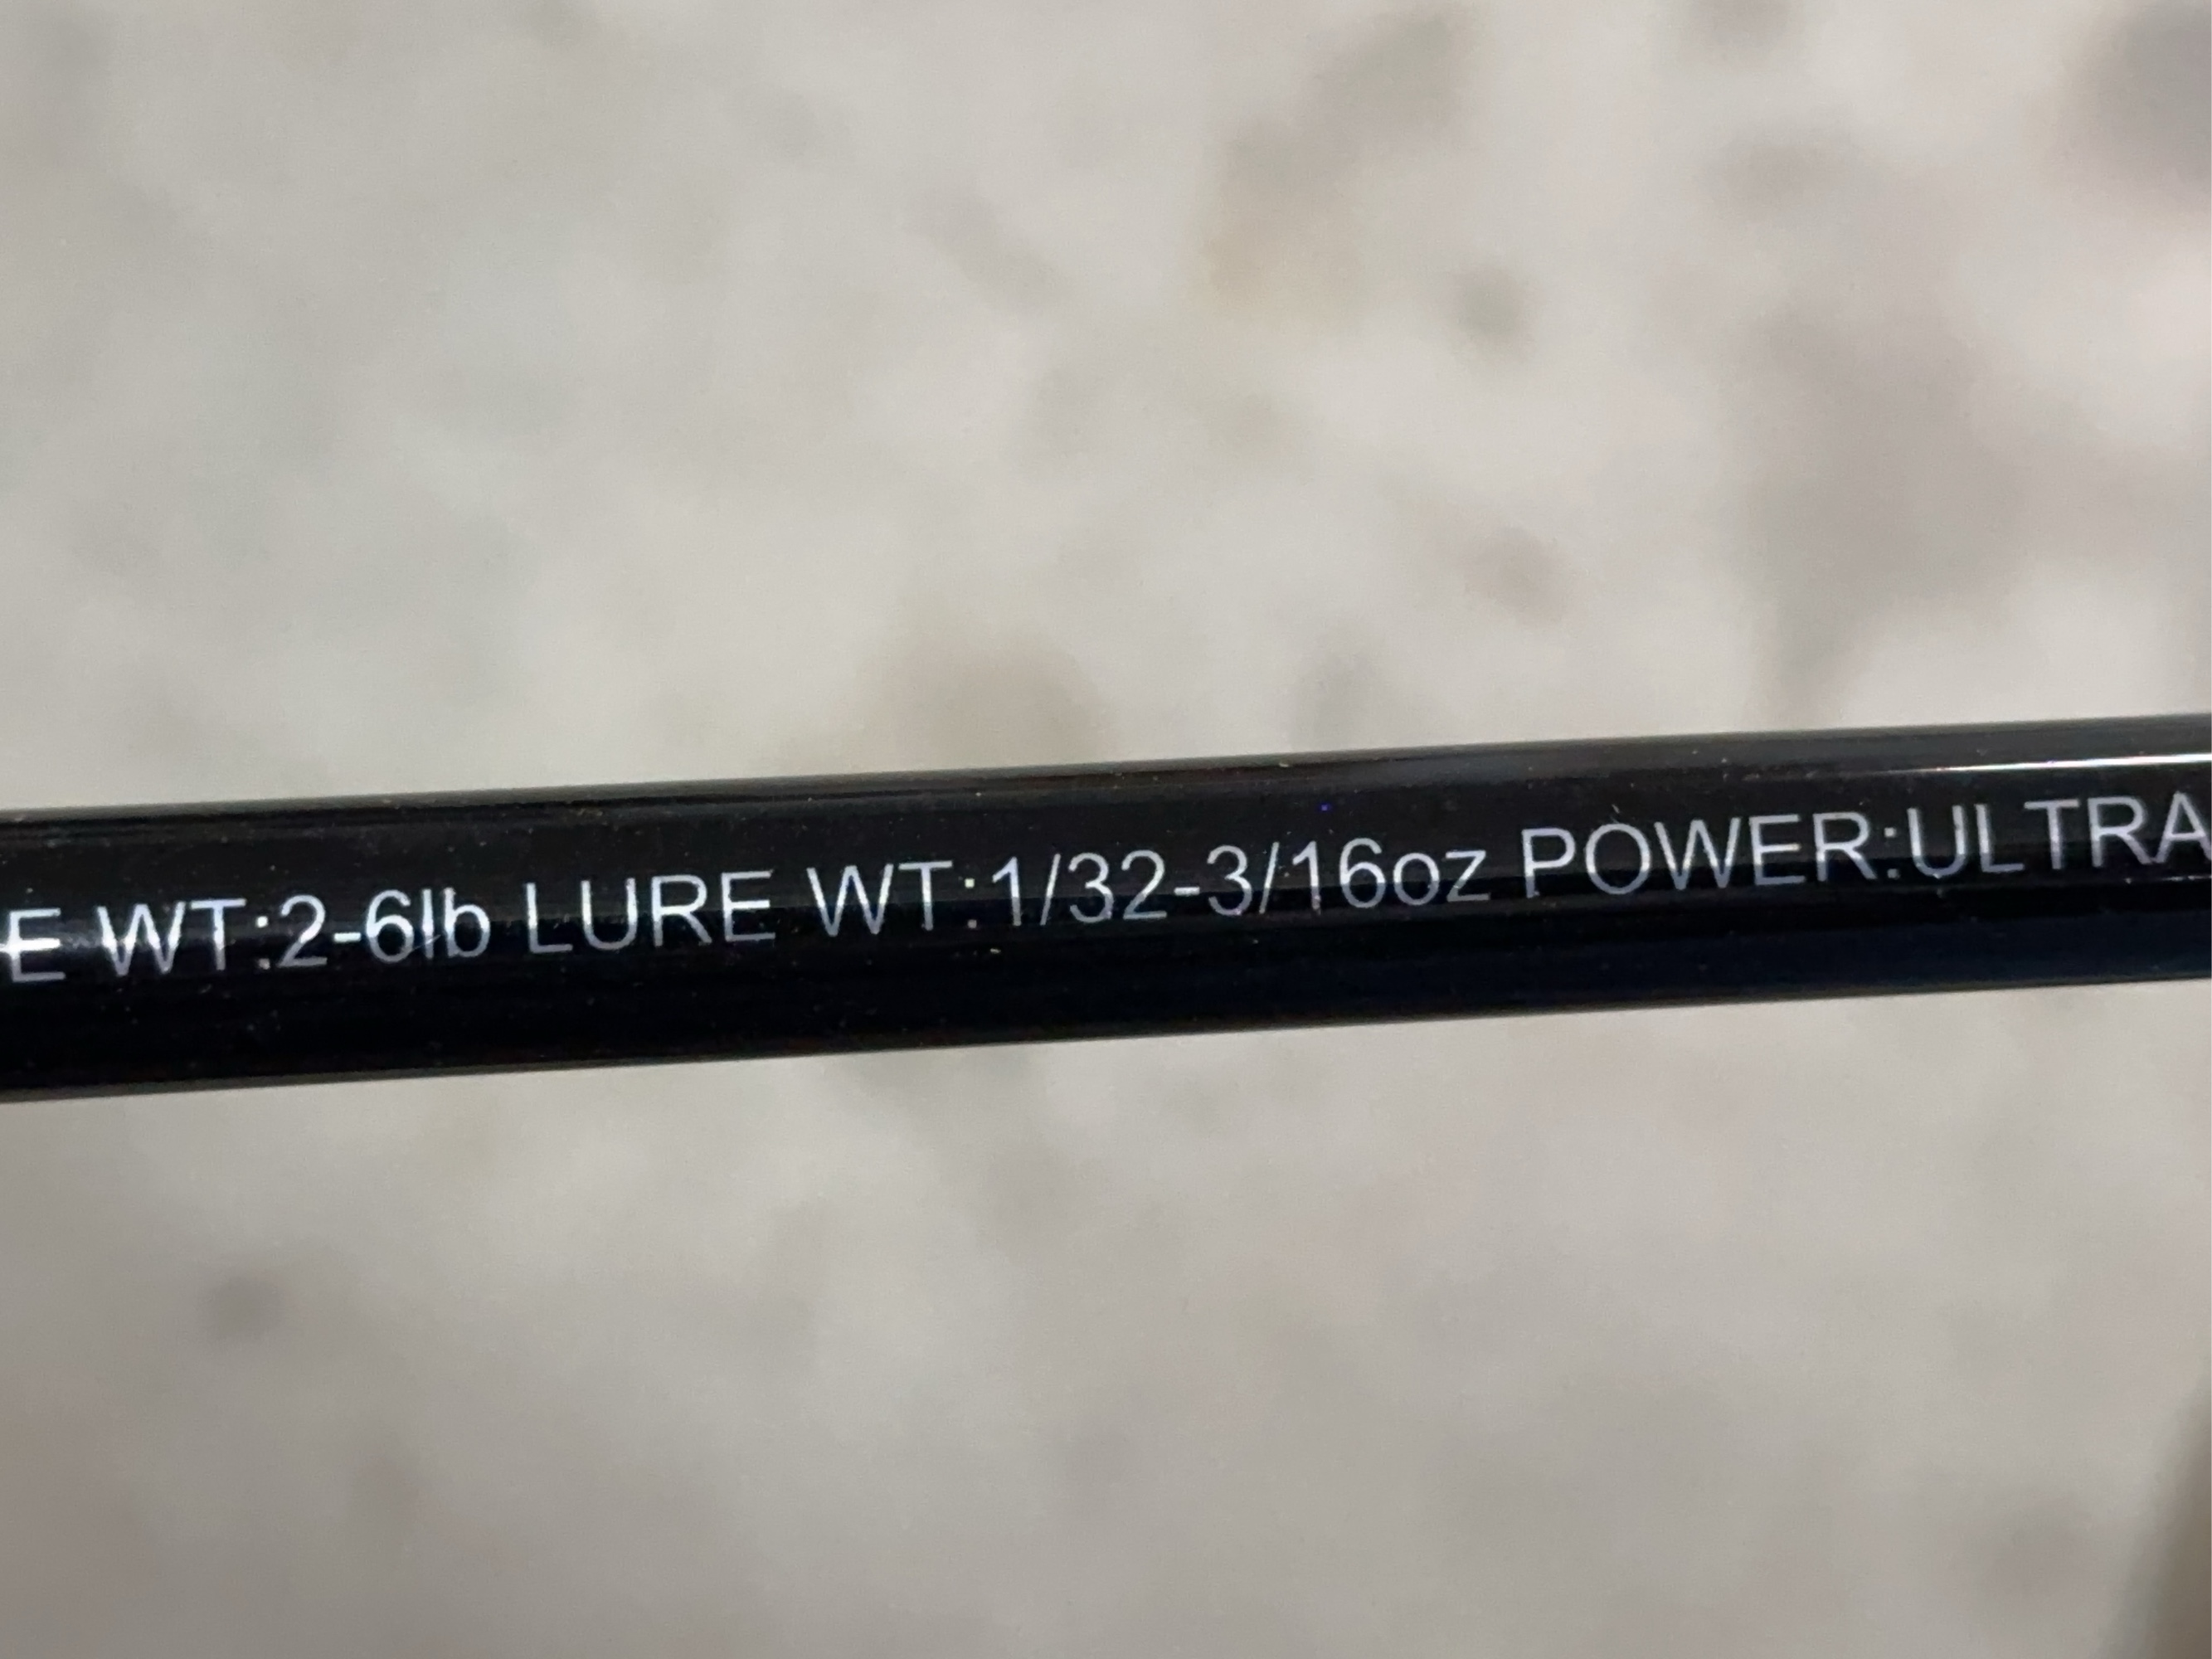 E WT:2-6lb LURE WT:1/32-3/16oz POWER:ULTRA